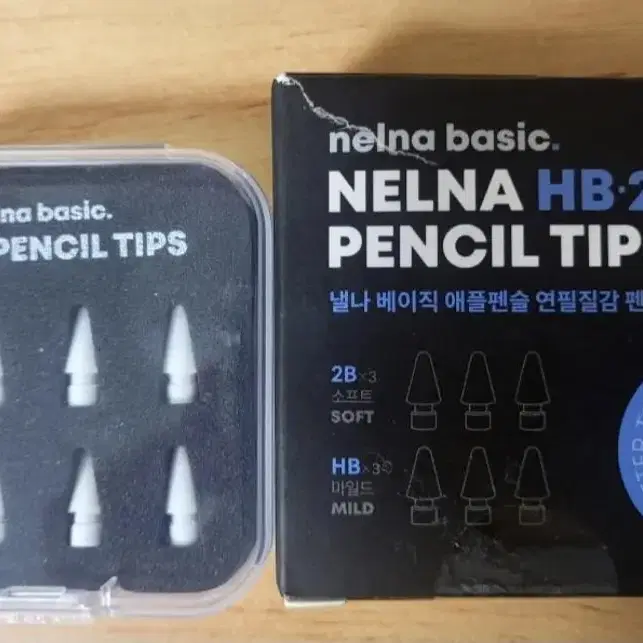 na basic.
PENCIL TIPS
nelna basic.
NELNA HB·2
PENCIL TIP
낼나 베이직 애플펜슬 연필질감 펜
2B×3
소프트
SOFT
HB×3
마일드
MILD